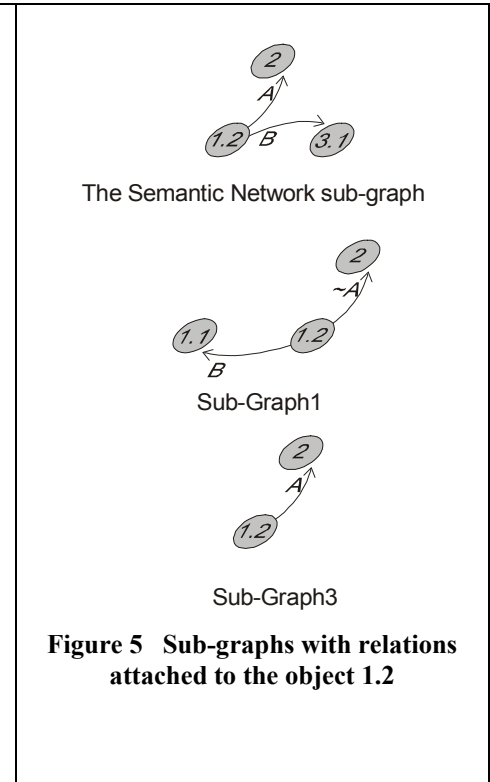 2
A
1.2 B 3.1
The Semantic Network sub-graph
2
~A
1.1 1.2
B
Sub-Graph1
2
A
1.2
Sub-Graph3
Figure 5 Sub-graphs with relations
attached to the object 1.2